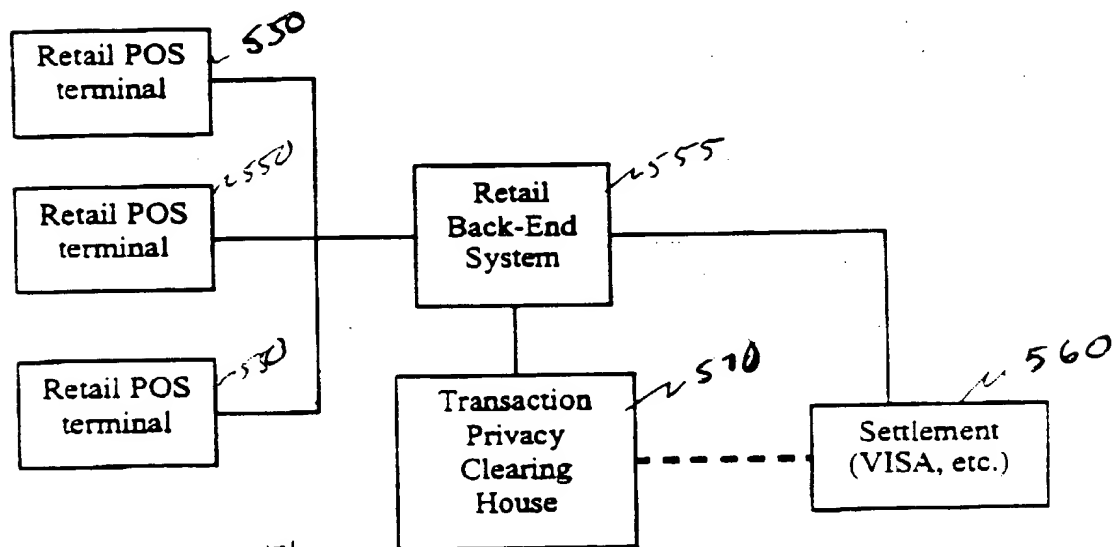 Retail POS
terminal
550
Retail POS
terminal
550
Retail POS
terminal
550
Retail
Back-End
System
555
Transaction
Privacy
Clearing
House
510
Settlement
(VISA, etc.)
560